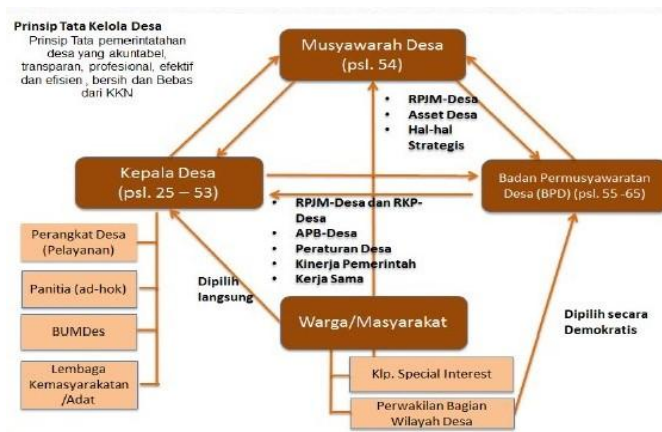 Prinsip Tata Kelola Desa
Prinsip Tata pemerintatahan
desa yang akuntabel,
transparan, profesional, efektif
dan efisien , bersih dan Bebas
dari KKN
Musyawarah Desa
(psl. 54)
• RPJM-Desa
• Asset Desa
• Hal-hal
Strategis
Kepala Desa
(psl. 25 – 53)
Badan Permusyawaratan
Desa (BPD) (psl. 55 -65)
• RPJM-Desa dan RKP-
Desa
• APB-Desa
• Peraturan Desa
• Kinerja Pemerintah
• Kerja Sama
Perangkat Desa
(Pelayanan)
Panitia (ad-hok)
BUMDes
Lembaga
Kemasyarakatan
/Adat
Dipilih
langsung
Warga/Masyarakat
Dipilih secara
Demokratis
Klp. Special Interest
Perwakilan Bagian
Wilayah Desa